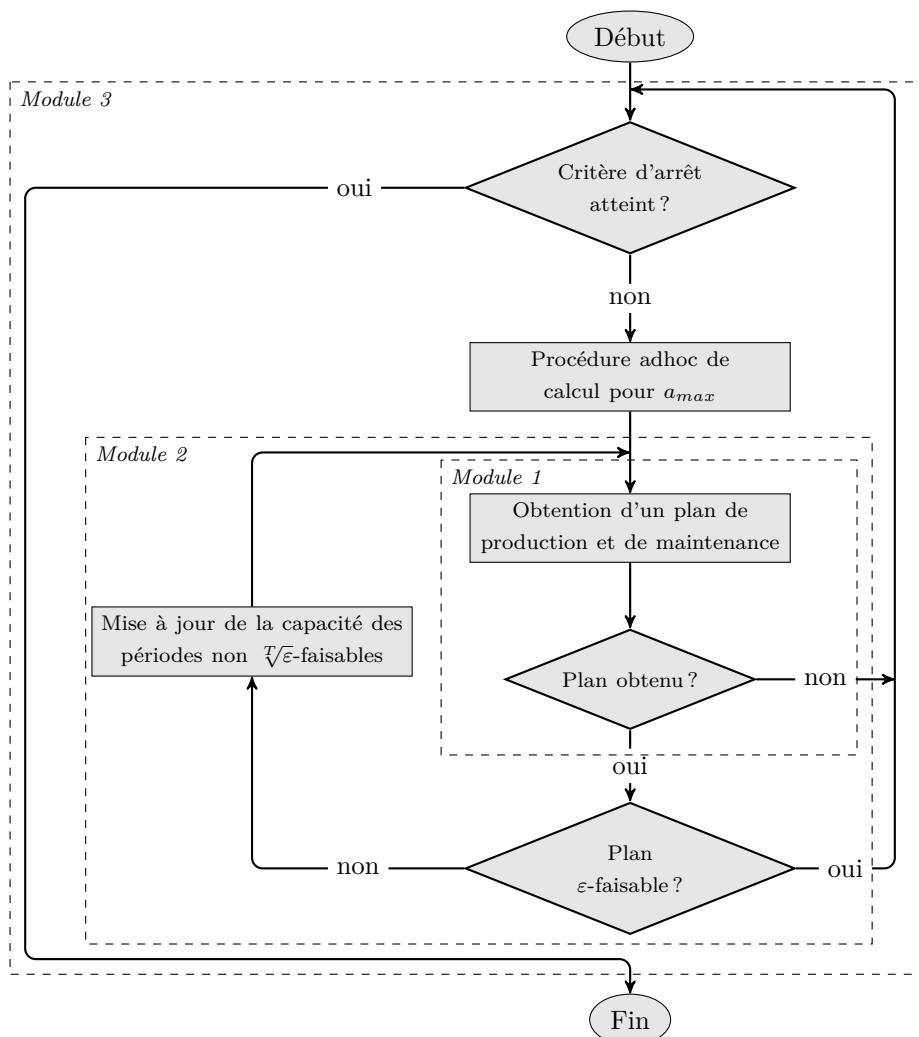 Début
Module 3
Critère d'arrêt
atteint ?
oui
non
Procédure adhoc de
calcul pour $a_{max}$
Module 2
Module 1
Obtention d'un plan de
production et de maintenance
Mise à jour de la capacité des
périodes non $\sqrt[T]{\varepsilon}$-faisables
Plan obtenu ?
non
oui
Plan
ε-faisable ?
non
oui
Fin